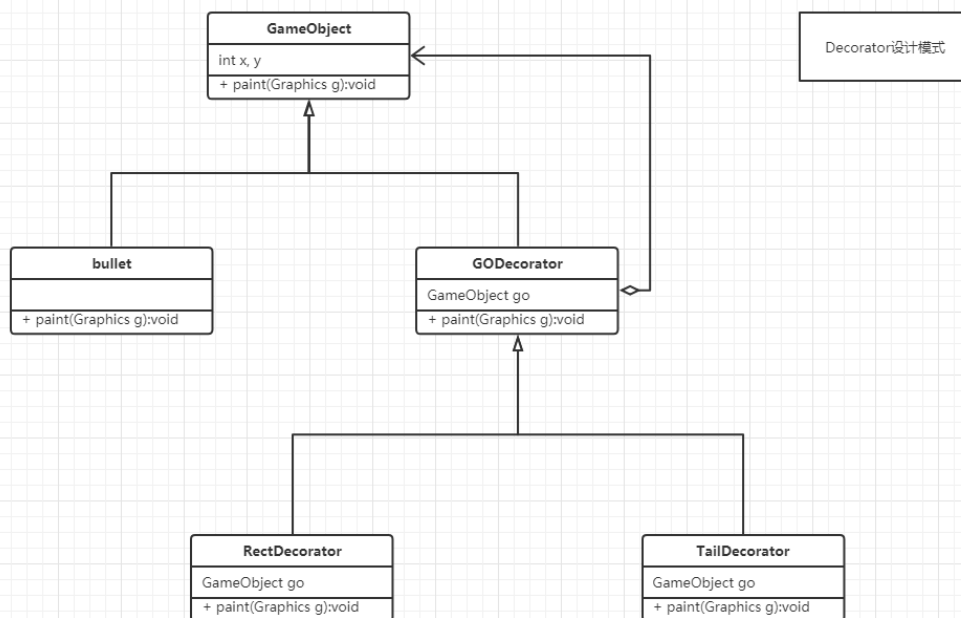 GameObject
int x, y
+ paint(Graphics g):void
Decorator设计模式
bullet
+ paint(Graphics g):void
GODecorator
GameObject go
+ paint(Graphics g):void
RectDecorator
GameObject go
+ paint(Graphics g):void
TailDecorator
GameObject go
+ paint(Graphics g):void